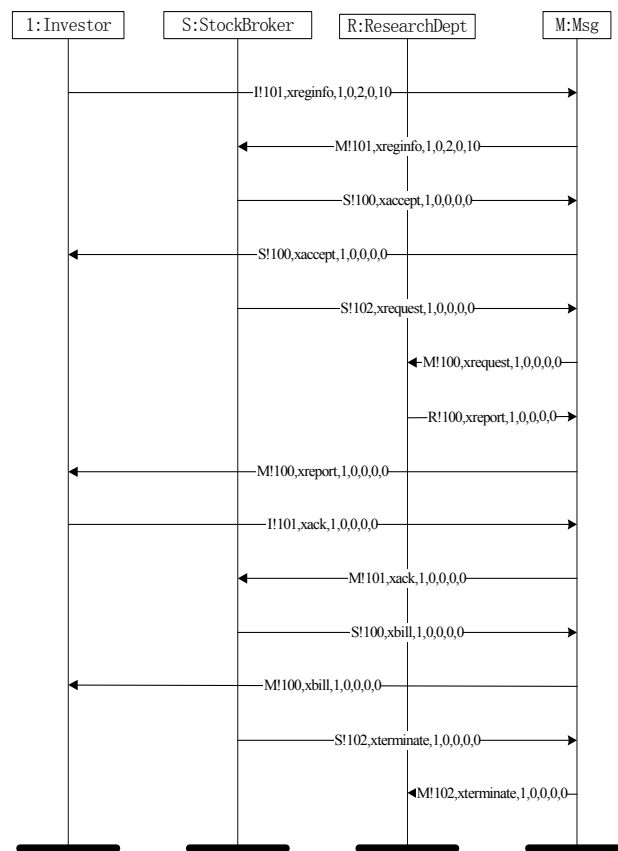 1:Investor
S:StockBroker
R:ResearchDept
M:Msg
I!101,xreginfo,1,0,2,0,10
M!101,xreginfo,1,0,2,0,10
S!100,xaccept,1,0,0,0,0
S!100,xaccept,1,0,0,0,0
S!102,xrequest,1,0,0,0,0
M!100,xrequest,1,0,0,0,0
R!100,xreport,1,0,0,0,0
M!100,xreport,1,0,0,0,0
I!101,xack,1,0,0,0,0
M!101,xack,1,0,0,0,0
S!100,xbill,1,0,0,0,0
M!100,xbill,1,0,0,0,0
S!102,xterminate,1,0,0,0,0
M!102,xterminate,1,0,0,0,0